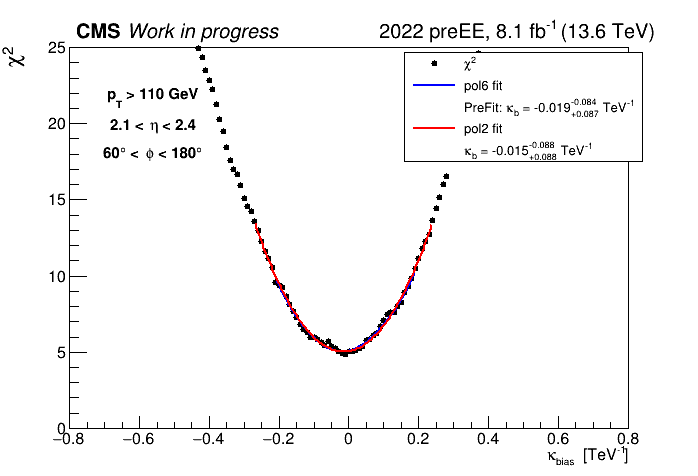 CMS Work in progress 2022 preEE, 8.1 fb⁻¹ (13.6 TeV)
χ²
25
20
15
10
5
0
p_T > 110 GeV
2.1 < η < 2.4
60° < ϕ < 180°
χ²
pol6 fit
PreFit: κ_b = -0.019 -0.084 +0.087 TeV⁻¹
pol2 fit
κ_b = -0.015 -0.088 +0.088 TeV⁻¹
−0.8 −0.6 −0.4 −0.2 0 0.2 0.4 0.6 0.8
κ_bias [TeV⁻¹]